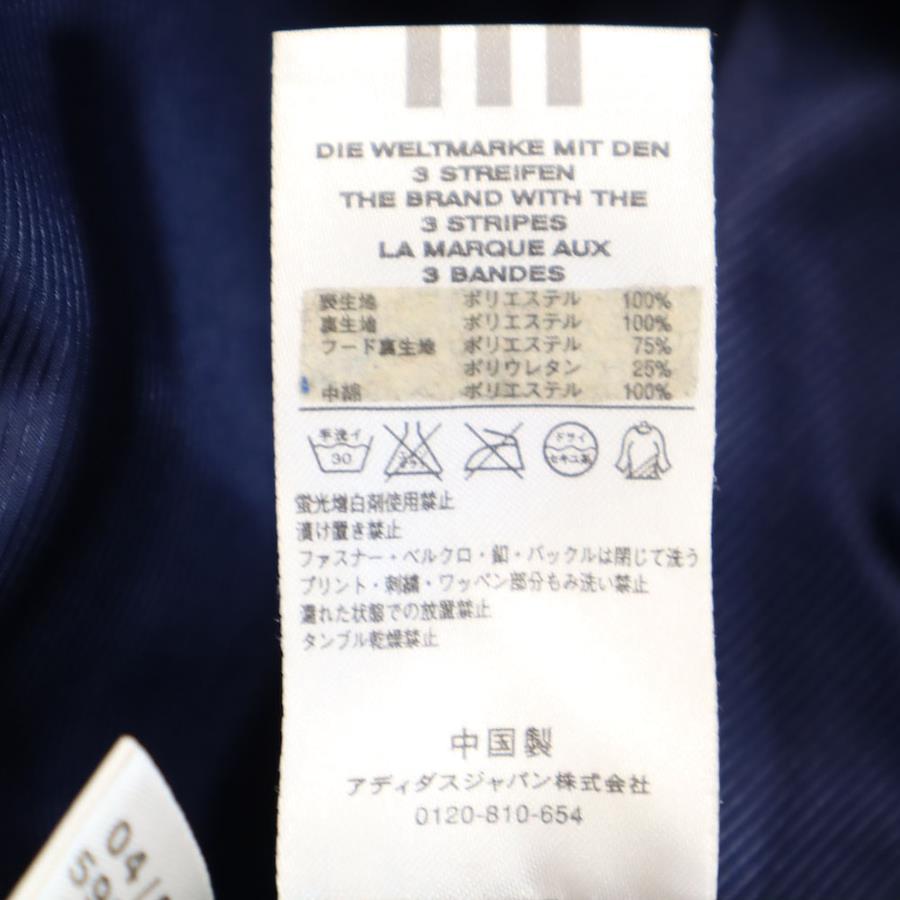 DIE WELTMARKE MIT DEN
3 STREIFEN
THE BRAND WITH THE
3 STRIPES
LA MARQUE AUX
3 BANDES
表生地 ポリエステル 100%
裏生地 ポリエステル 100%
フード裏生地 ポリエステル 75%
ポリウレタン 25%
中綿 ポリエステル 100%
手洗イ
30
ドライ
セキユ系
蛍光増白剤使用禁止
漬け置き禁止
ファスナー・ベルクロ・釦・バックルは閉じて洗う
プリント・刺繍・ワッペン部分もみ洗い禁止
濡れた状態での放置禁止
タンブル乾燥禁止
中国製
アディダスジャパン株式会社
0120-810-654
04/
59